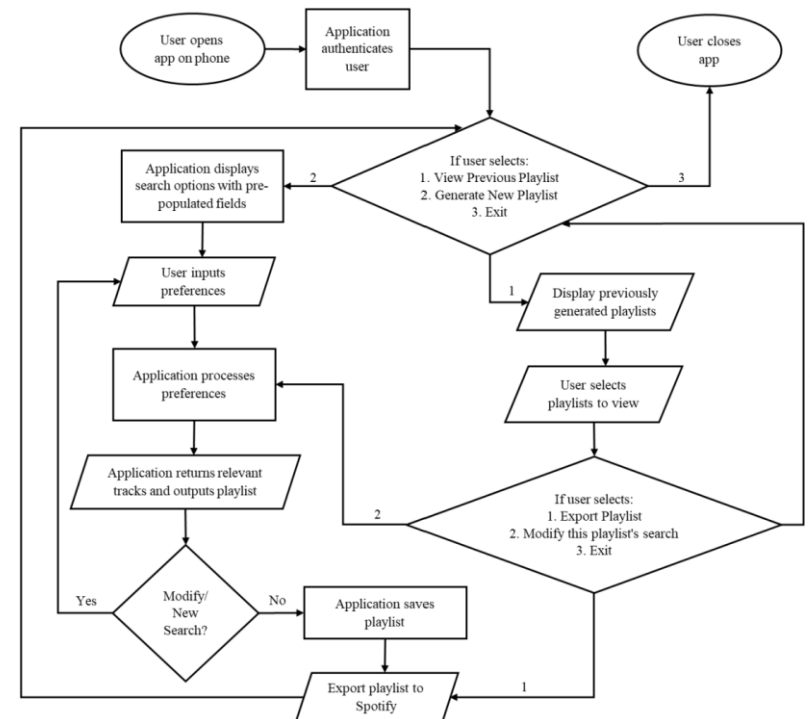 User opens
app on phone
Application
authenticates
user
User closes
app
If user selects:
1. View Previous Playlist
2. Generate New Playlist
3. Exit
2
3
1
Application displays
search options with pre-
populated fields
User inputs
preferences
Application processes
preferences
Application returns relevant
tracks and outputs playlist
Modify/
New
Search?
Yes
No
Application saves
playlist
Export playlist to
Spotify
Display previously
generated playlists
User selects
playlists to view
If user selects:
1. Export Playlist
2. Modify this playlist's search
3. Exit
2
1